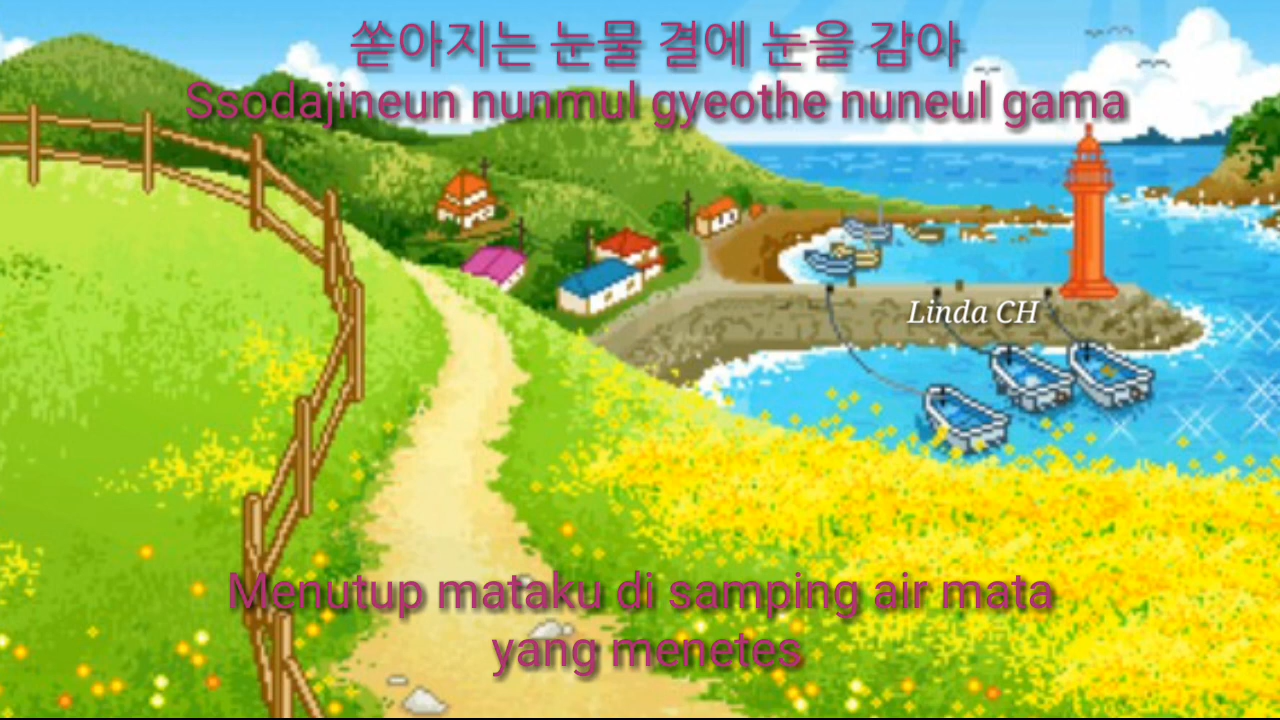 쏟아지는 눈물 결에 눈을 감아
Ssodajineun nunmul gyeothe nuneul gama
Linda CH
Menutup mataku di samping air mata
yang menetes